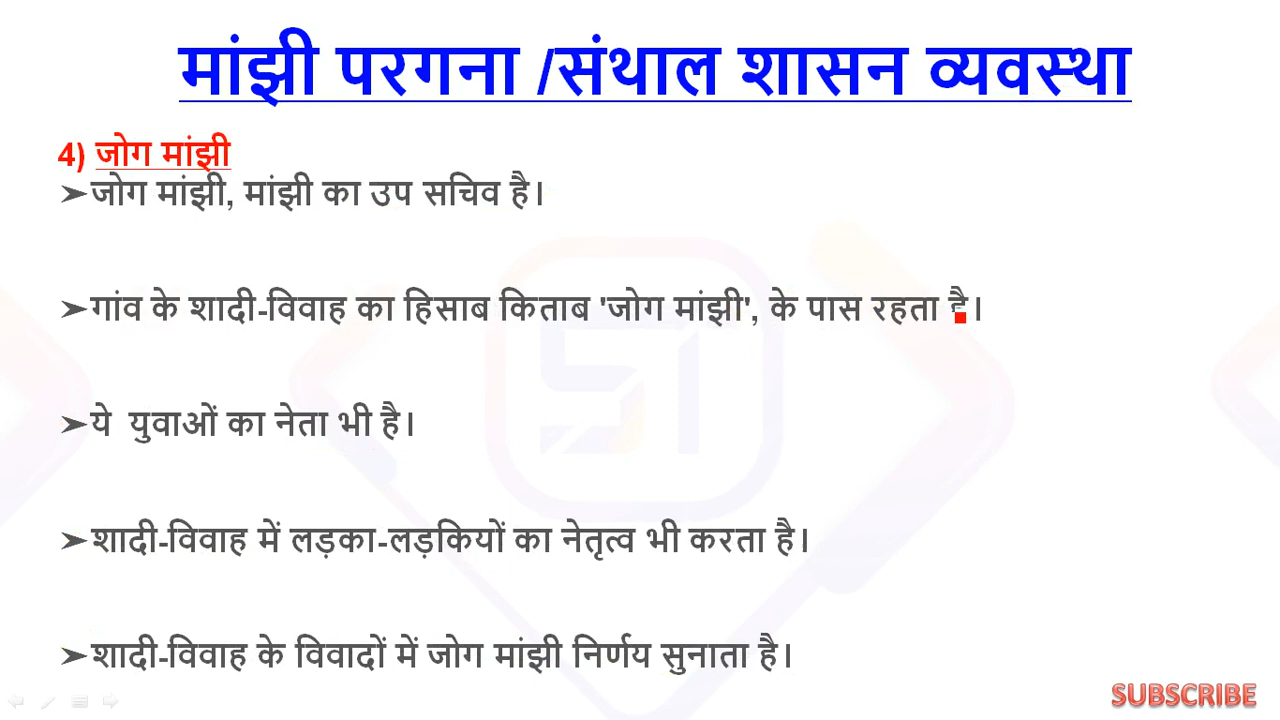 मांझी परगना /संथाल शासन व्यवस्था
4) जोग मांझी
➤जोग मांझी, मांझी का उप सचिव है।
➤गांव के शादी-विवाह का हिसाब किताब 'जोग मांझी', के पास रहता है।
➤ये युवाओं का नेता भी है।
➤शादी-विवाह में लड़का-लड़कियों का नेतृत्व भी करता है।
➤शादी-विवाह के विवादों में जोग मांझी निर्णय सुनाता है।
SUBSCRIBE